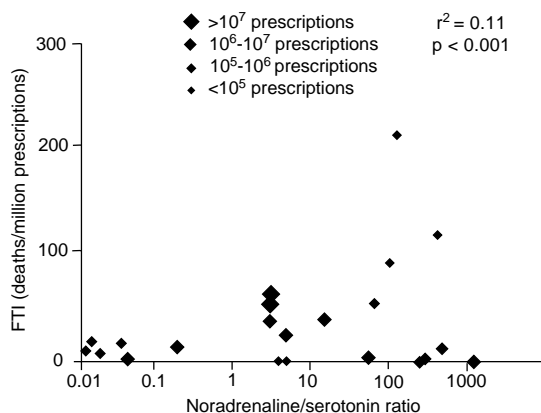 >10⁷ prescriptions
10⁶-10⁷ prescriptions
10⁵-10⁶ prescriptions
<10⁵ prescriptions
r² = 0.11
p < 0.001
FTI (deaths/million prescriptions)
300
200
100
0
0.01 0.1 1 10 100 1000
Noradrenaline/serotonin ratio